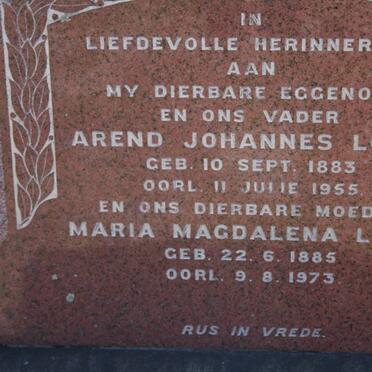 IN
LIEFDEVOLLE HERINNER
AAN
MY DIERBARE EGGENO
EN ONS VADER
AREND JOHANNES L
GEB. 10 SEPT. 1883
OORL. 11 JULIE 1955.
EN ONS DIERBARE MOED
MARIA MAGDALENA L
GEB. 22. 6. 1885
OORL. 9. 8. 1973.
RUS IN VREDE.